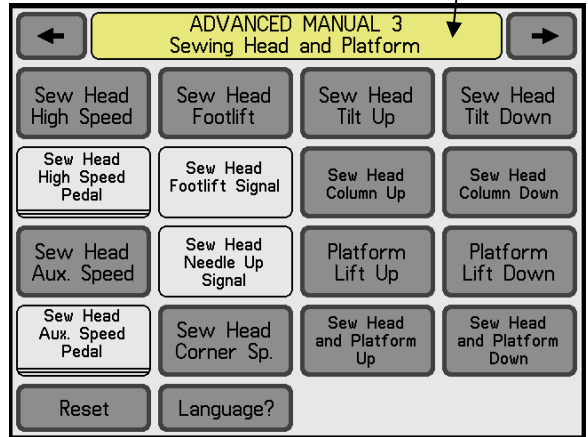 ADVANCED MANUAL 3
Sewing Head and Platform
Sew Head
High Speed
Sew Head
Footlift
Sew Head
Tilt Up
Sew Head
Tilt Down
Sew Head
High Speed
Pedal
Sew Head
Footlift Signal
Sew Head
Column Up
Sew Head
Column Down
Sew Head
Aux. Speed
Sew Head
Needle Up
Signal
Platform
Lift Up
Platform
Lift Down
Sew Head
Aux. Speed
Pedal
Sew Head
Corner Sp.
Sew Head
and Platform
Up
Sew Head
and Platform
Down
Reset
Language?